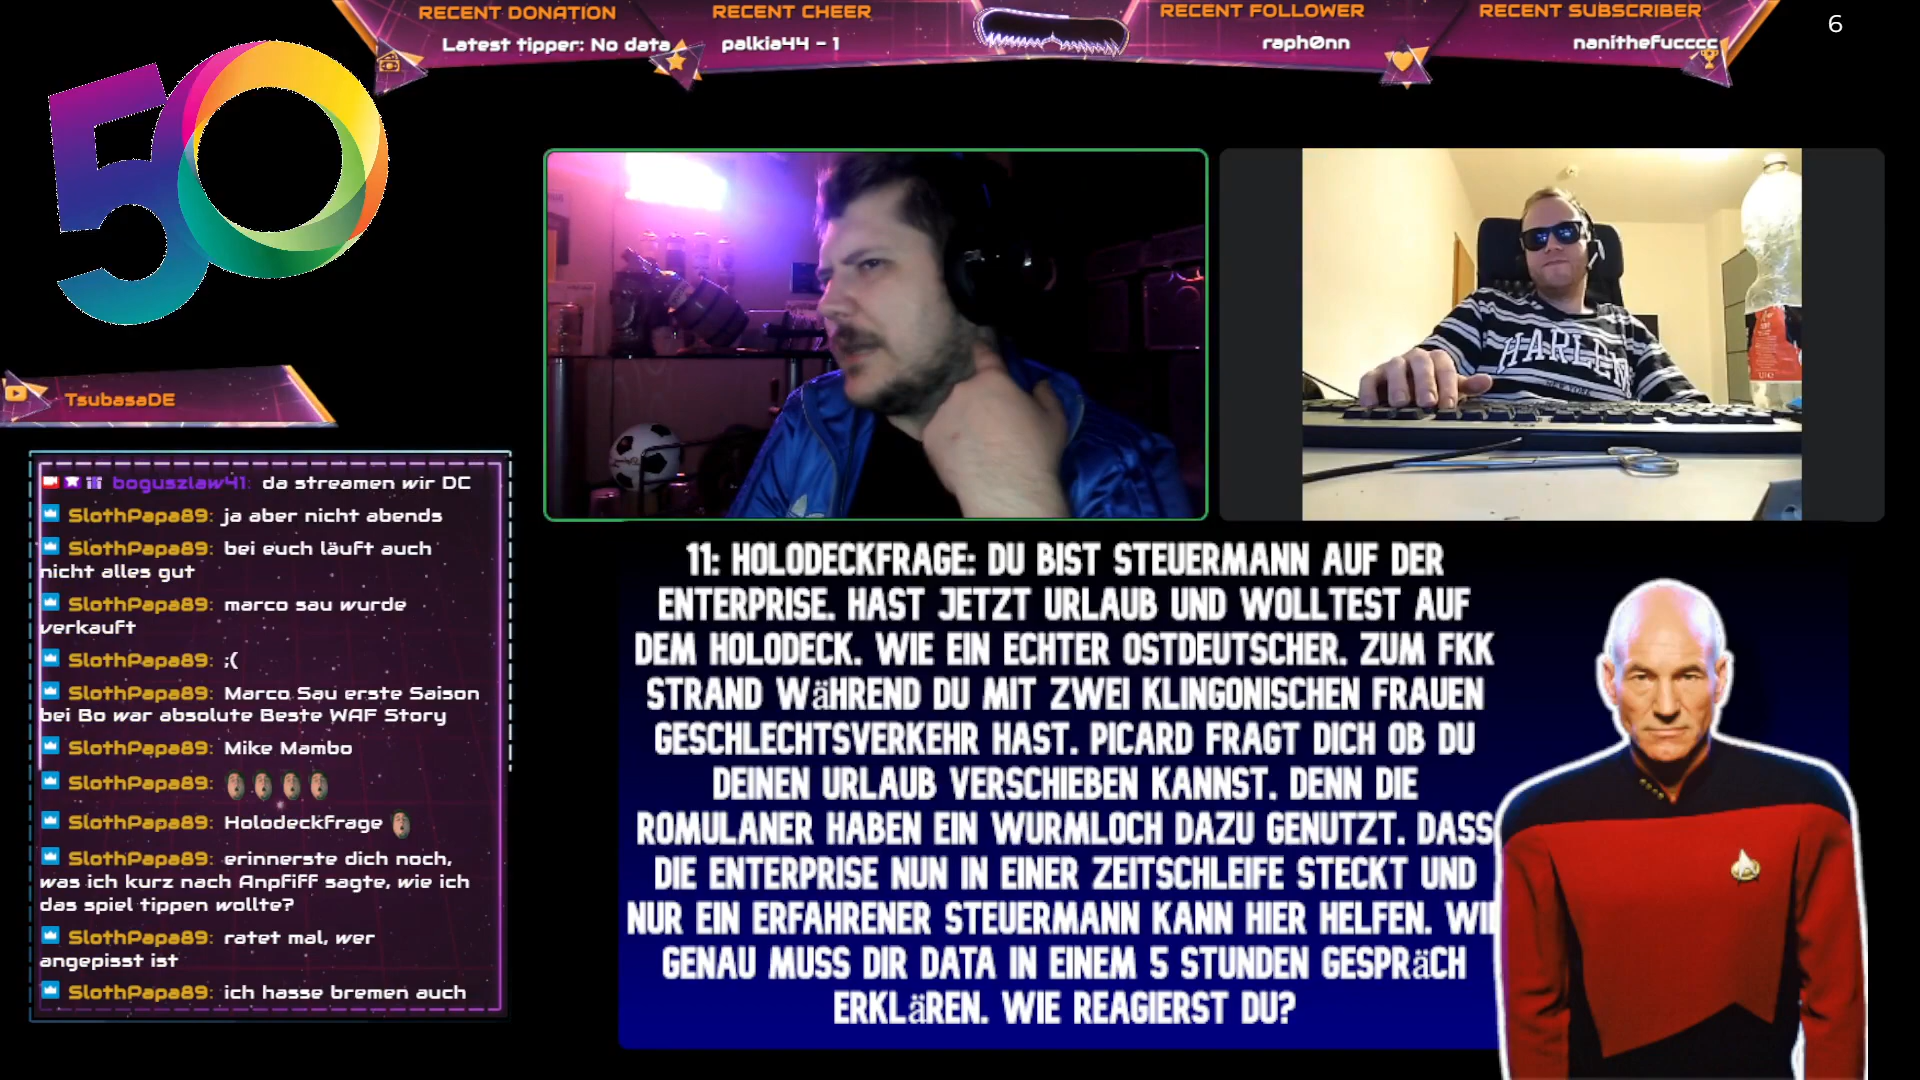 RECENT DONATION
Latest tipper: No data
RECENT CHEER
palkia44 - 1
RECENT FOLLOWER
raph0nn
RECENT SUBSCRIBER
nanithefucccc
6
50
TsubasaDE
boguszlaw41: da streamen wir DC
SlothPapa89: ja aber nicht abends
SlothPapa89: bei euch läuft auch
nicht alles gut
SlothPapa89: marco sau wurde
verkauft
SlothPapa89: ;(
SlothPapa89: Marco Sau erste Saison
bei Bo war absolute Beste WAF Story
SlothPapa89: Mike Mambo
SlothPapa89:
SlothPapa89: Holodeckfrage
SlothPapa89: erinnerste dich noch,
was ich kurz nach Anpfiff sagte, wie ich
das spiel tippen wollte?
SlothPapa89: ratet mal, wer
angepisst ist
SlothPapa89: ich hasse bremen auch
HARLEM
NEW YORK
11: HOLODECKFRAGE: DU BIST STEUERMANN AUF DER
ENTERPRISE. HAST JETZT URLAUB UND WOLLTEST AUF
DEM HOLODECK. WIE EIN ECHTER OSTDEUTSCHER. ZUM FKK
STRAND WäHREND DU MIT ZWEI KLINGONISCHEN FRAUEN
GESCHLECHTSVERKEHR HAST. PICARD FRAGT DICH OB DU
DEINEN URLAUB VERSCHIEBEN KANNST. DENN DIE
ROMULANER HABEN EIN WURMLOCH DAZU GENUTZT. DASS
DIE ENTERPRISE NUN IN EINER ZEITSCHLEIFE STECKT UND
NUR EIN ERFAHRENER STEUERMANN KANN HIER HELFEN. WI
GENAU MUSS DIR DATA IN EINEM 5 STUNDEN GESPRäCH
ERKLäREN. WIE REAGIERST DU?